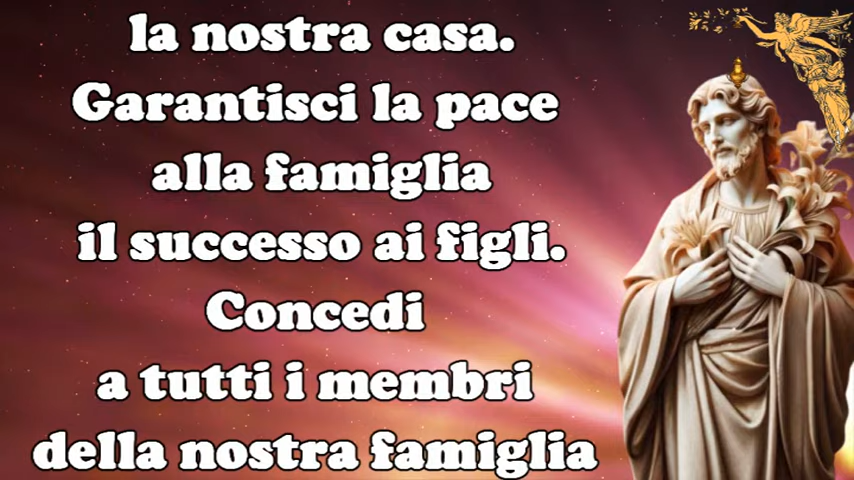 la nostra casa.
Garantisci la pace
alla famiglia
il successo ai figli.
Concedi
a tutti i membri
della nostra famiglia